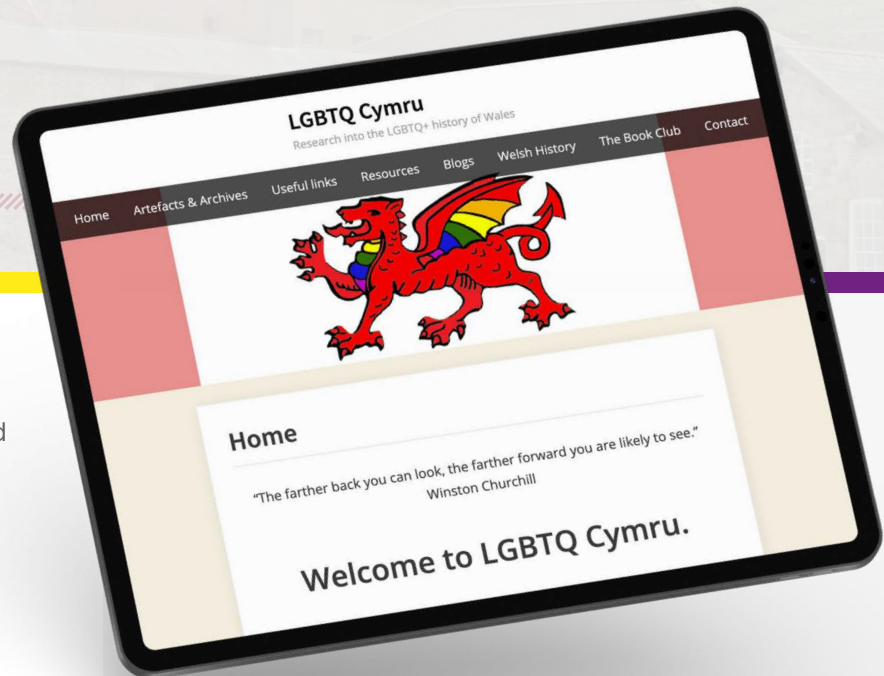 LGBTQ Cymru
Research into the LGBTQ+ history of Wales
Home Artefacts & Archives Useful links Resources Blogs Welsh History The Book Club Contact
Home
“The farther back you can look, the farther forward you are likely to see.”
Winston Churchill
Welcome to LGBTQ Cymru.